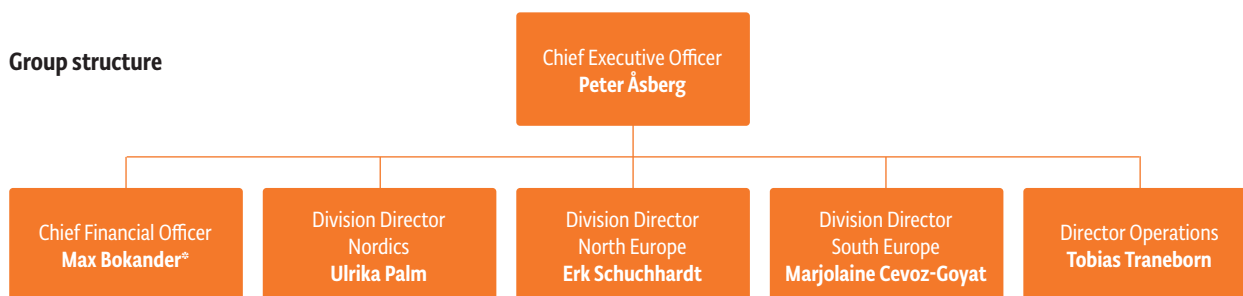 Group structure
Chief Executive Officer
Peter Åsberg
Chief Financial Officer
Max Bokander*
Division Director
Nordics
Ulrika Palm
Division Director
North Europe
Erk Schuchhardt
Division Director
South Europe
Marjolaine Cevoz-Goyat
Director Operations
Tobias Traneborn